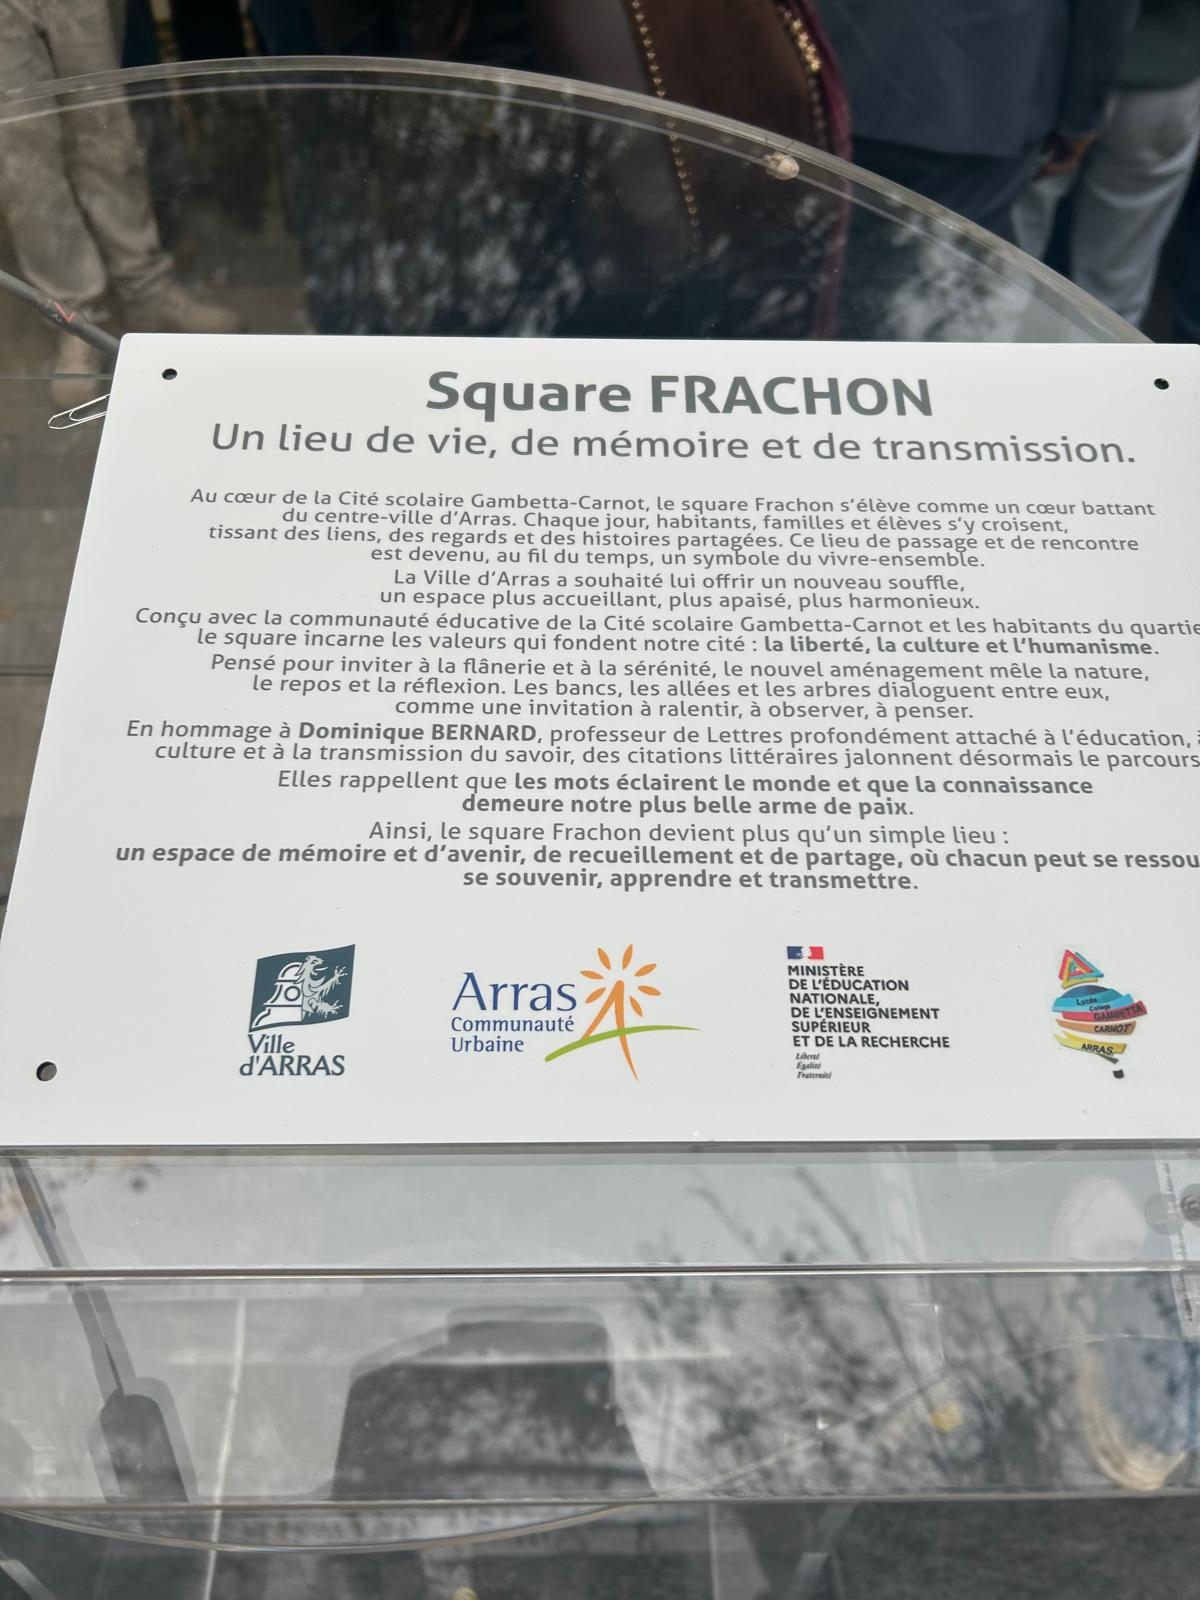 Square FRACHON
Un lieu de vie, de mémoire et de transmission.
Au cœur de la Cité scolaire Gambetta-Carnot, le square Frachon s'élève comme un cœur battant
du centre-ville d'Arras. Chaque jour, habitants, familles et élèves s'y croisent,
tissant des liens, des regards et des histoires partagées. Ce lieu de passage et de rencontre
est devenu, au fil du temps, un symbole du vivre-ensemble.
La Ville d'Arras a souhaité lui offrir un nouveau souffle,
un espace plus accueillant, plus apaisé, plus harmonieux.
Conçu avec la communauté éducative de la Cité scolaire Gambetta-Carnot et les habitants du quartie
le square incarne les valeurs qui fondent notre cité : la liberté, la culture et l'humanisme.
Pensé pour inviter à la flânerie et à la sérénité, le nouvel aménagement mêle la nature,
le repos et la réflexion. Les bancs, les allées et les arbres dialoguent entre eux,
comme une invitation à ralentir, à observer, à penser.
En hommage à Dominique BERNARD, professeur de Lettres profondément attaché à l'éducation, à
culture et à la transmission du savoir, des citations littéraires jalonnent désormais le parcours
Elles rappellent que les mots éclairent le monde et que la connaissance
demeure notre plus belle arme de paix.
Ainsi, le square Frachon devient plus qu'un simple lieu :
un espace de mémoire et d'avenir, de recueillement et de partage, où chacun peut se ressou
se souvenir, apprendre et transmettre.
Ville
d'ARRAS
Arras
Communauté
Urbaine
MINISTÈRE
DE L'ÉDUCATION
NATIONALE,
DE L'ENSEIGNEMENT
SUPÉRIEUR
ET DE LA RECHERCHE
Liberté
Égalité
Fraternité
Lycée
Collège
GAMBETTA
CARNOT
ARRAS